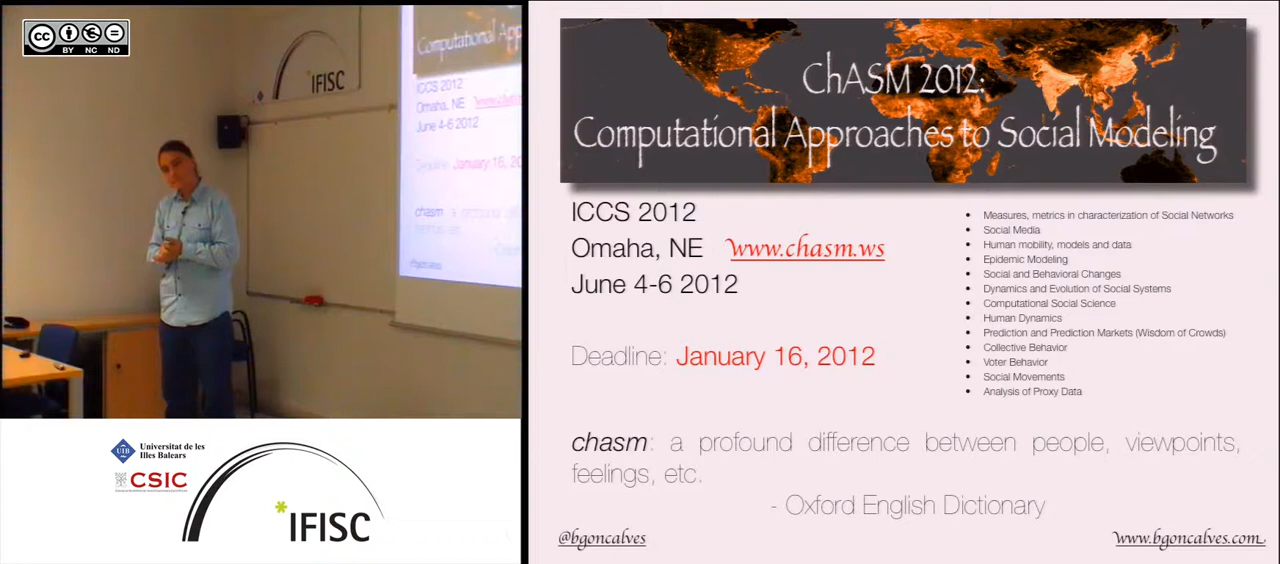 cc
BY NC ND
IFISC
Computational App
ICCS 2012
Omaha, NE
June 4-6 2012
Deadline: January 16, 20
chasm
Universitat de les
Illes Balears
UIB
CSIC
IFISC
ChASM 2012:
Computational Approaches to Social Modeling
ICCS 2012
Omaha, NE www.chasm.ws
June 4-6 2012
Deadline: January 16, 2012
• Measures, metrics in characterization of Social Networks
• Social Media
• Human mobility, models and data
• Epidemic Modeling
• Social and Behavioral Changes
• Dynamics and Evolution of Social Systems
• Computational Social Science
• Human Dynamics
• Prediction and Prediction Markets (Wisdom of Crowds)
• Collective Behavior
• Voter Behavior
• Social Movements
• Analysis of Proxy Data
chasm: a profound difference between people, viewpoints,
feelings, etc.
- Oxford English Dictionary
@bgoncalves
www.bgoncalves.com